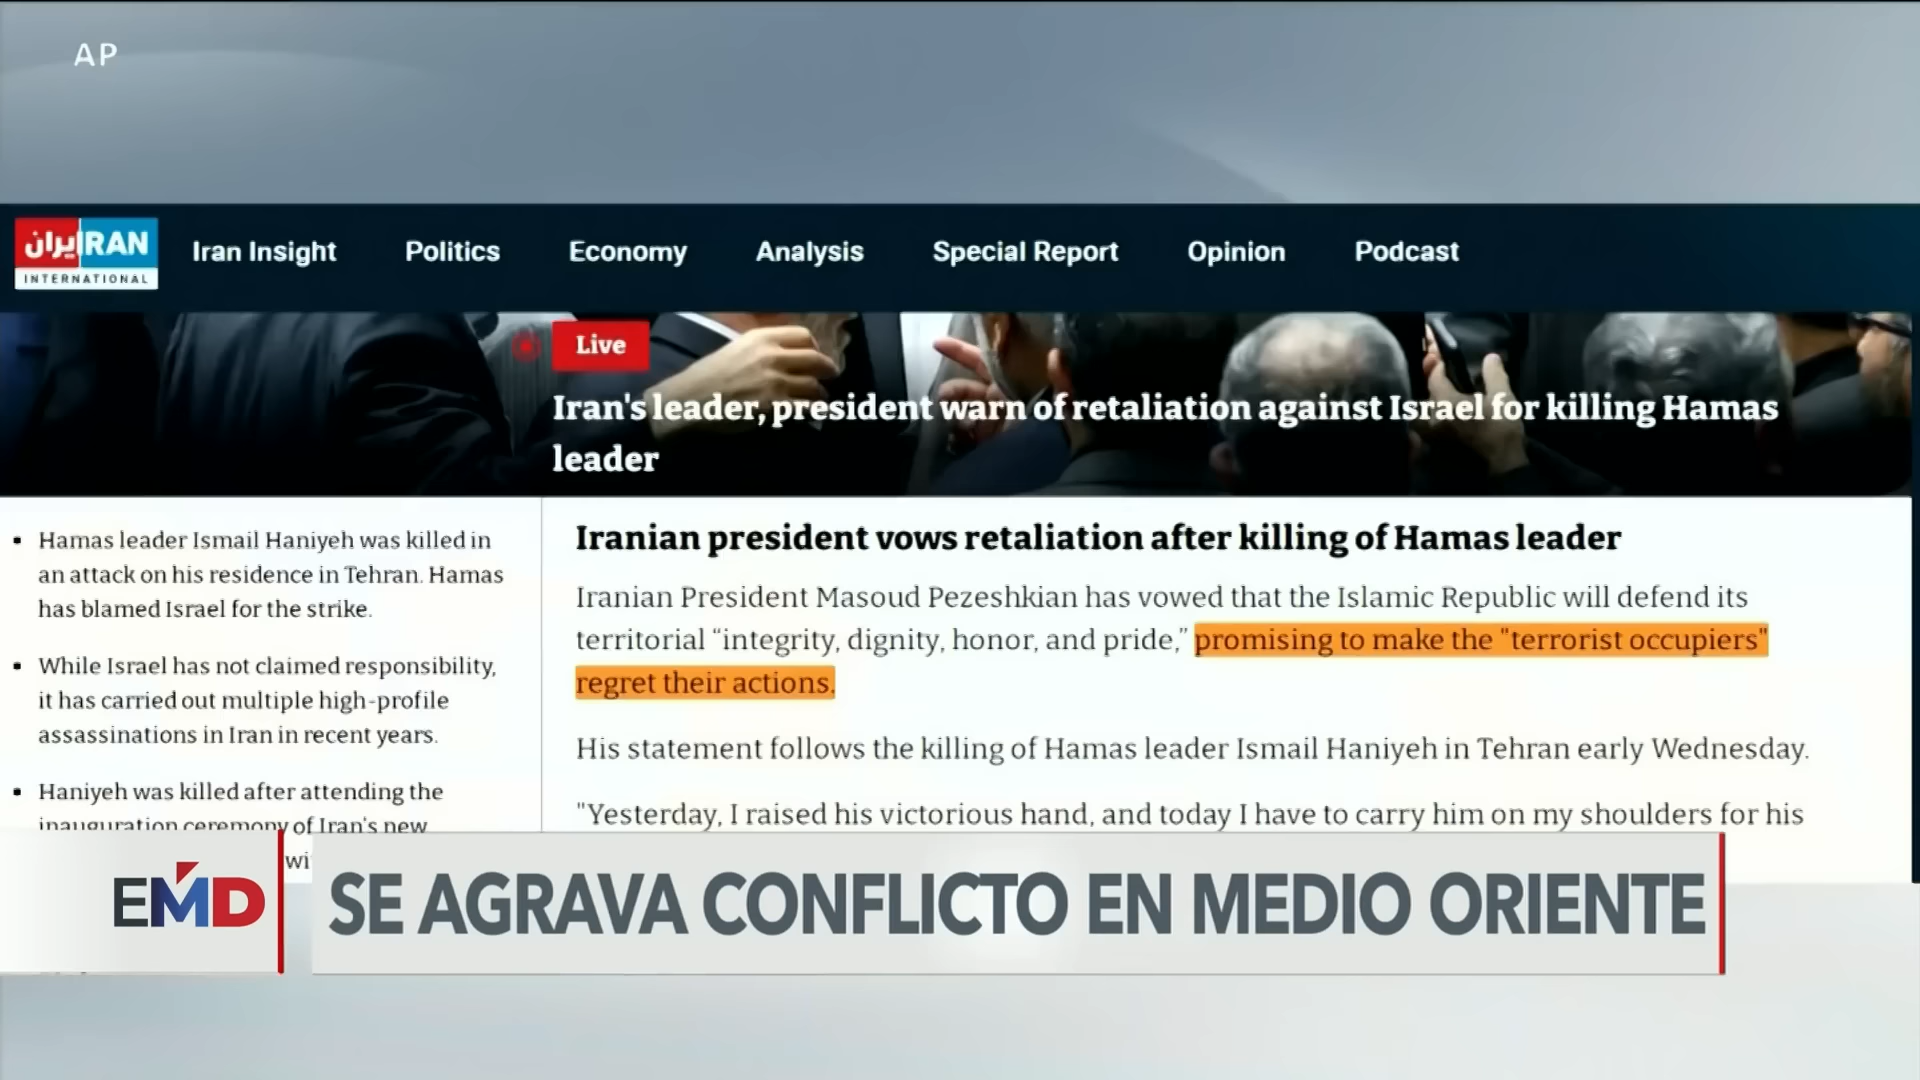 AP
ایران IRAN
INTERNATIONAL
Iran Insight
Politics
Economy
Analysis
Special Report
Opinion
Podcast
Live
Iran's leader, president warn of retaliation against Israel for killing Hamas
leader
Hamas leader Ismail Haniyeh was killed in
an attack on his residence in Tehran. Hamas
has blamed Israel for the strike.
While Israel has not claimed responsibility,
it has carried out multiple high-profile
assassinations in Iran in recent years.
Haniyeh was killed after attending the
inauguration ceremony of Iran's new
Iranian president vows retaliation after killing of Hamas leader
Iranian President Masoud Pezeshkian has vowed that the Islamic Republic will defend its
territorial “integrity, dignity, honor, and pride,” promising to make the "terrorist occupiers"
regret their actions.
His statement follows the killing of Hamas leader Ismail Haniyeh in Tehran early Wednesday.
"Yesterday, I raised his victorious hand, and today I have to carry him on my shoulders for his
EMD
SE AGRAVA CONFLICTO EN MEDIO ORIENTE